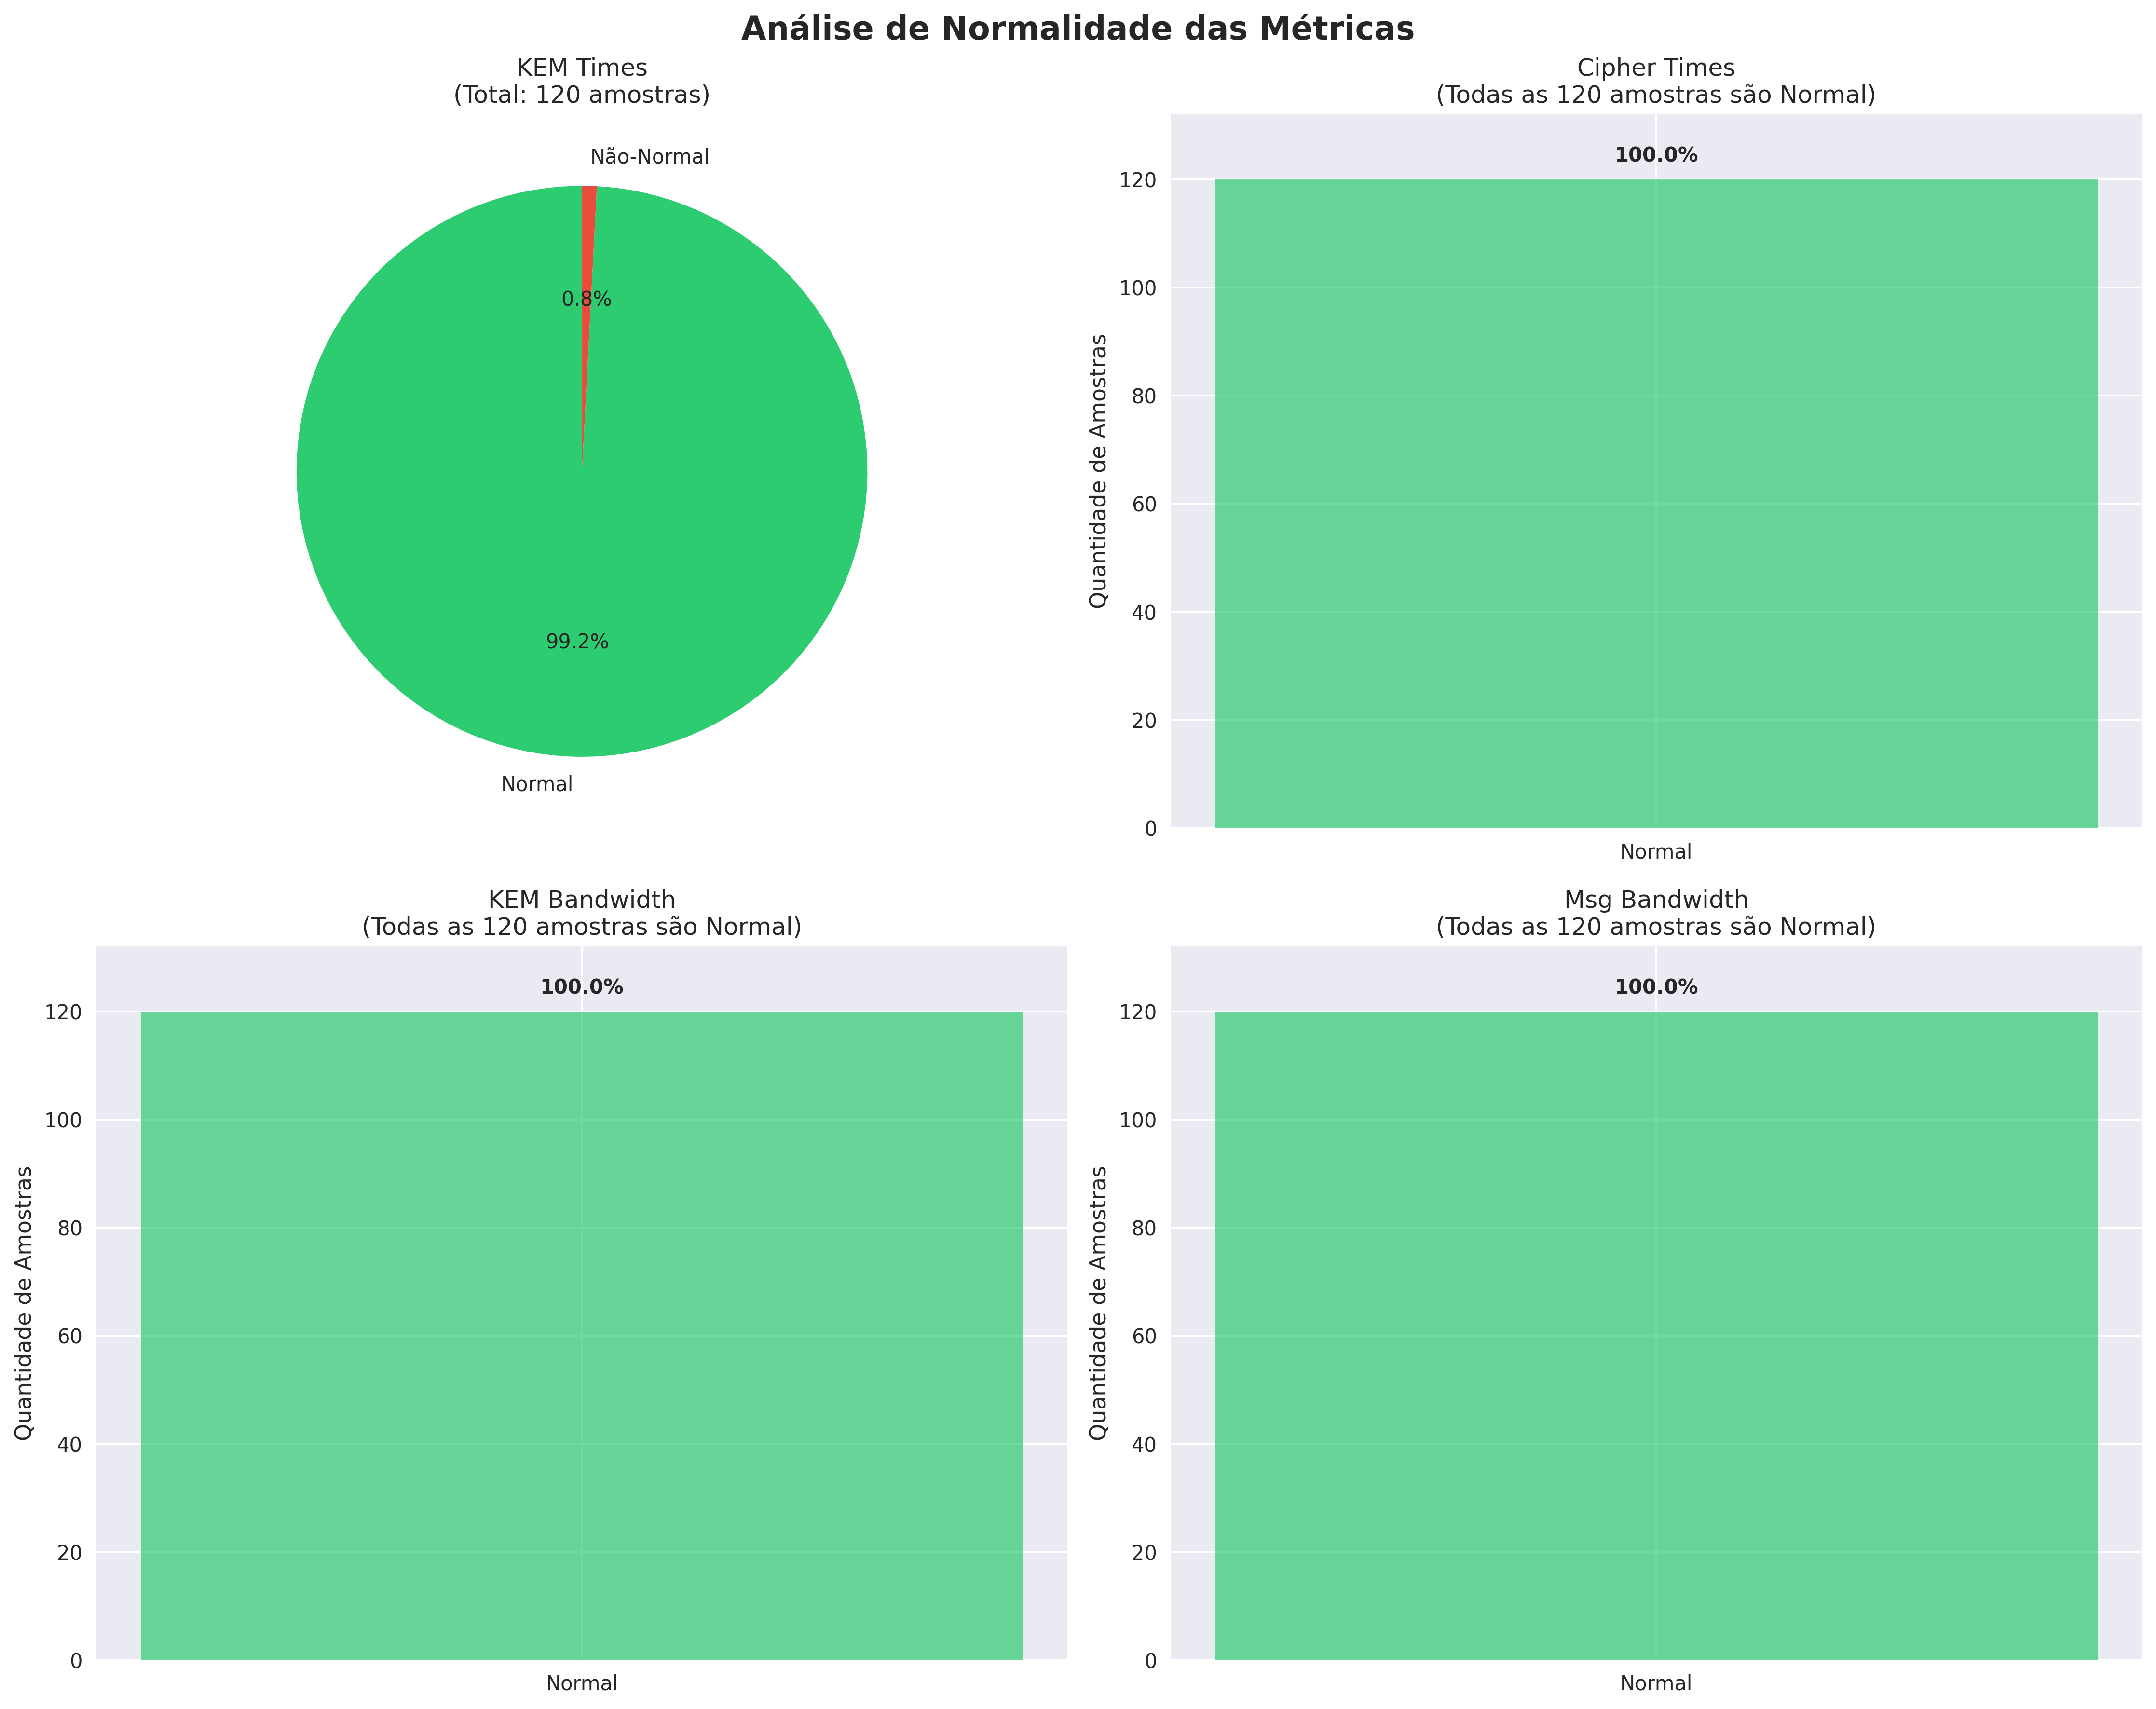 Análise de Normalidade das Métricas
KEM Times
(Total: 120 amostras)
Não-Normal
0.8%
99.2%
Normal
Cipher Times
(Todas as 120 amostras são Normal)
100.0%
120
100
80
60
40
20
0
Quantidade de Amostras
Normal
KEM Bandwidth
(Todas as 120 amostras são Normal)
100.0%
120
100
80
60
40
20
0
Quantidade de Amostras
Normal
Msg Bandwidth
(Todas as 120 amostras são Normal)
100.0%
120
100
80
60
40
20
0
Quantidade de Amostras
Normal